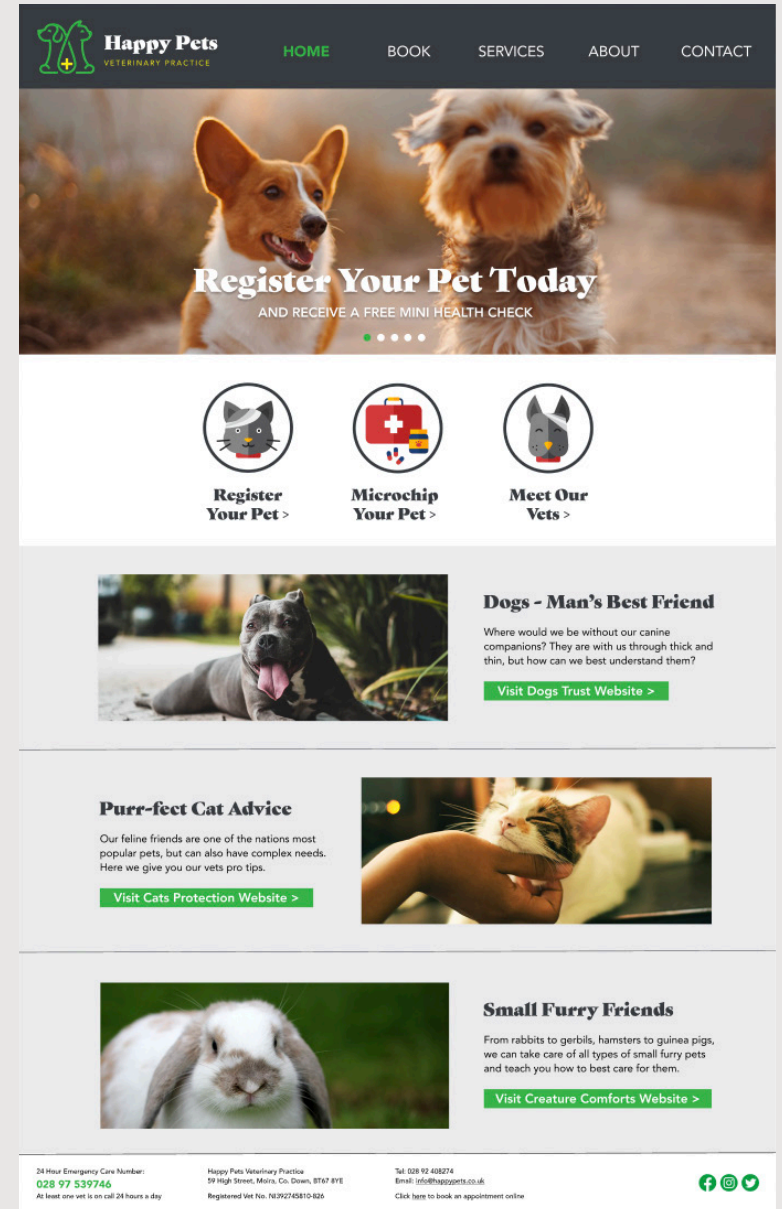 Happy Pets
VETERINARY PRACTICE
HOME
BOOK
SERVICES
ABOUT
CONTACT
Register Your Pet Today
AND RECEIVE A FREE MINI HEALTH CHECK
Register
Your Pet >
Microchip
Your Pet >
Meet Our
Vets >
Dogs - Man's Best Friend
Where would we be without our canine
companions? They are with us through thick and
thin, but how can we best understand them?
Visit Dogs Trust Website >
Purr-fect Cat Advice
Our feline friends are one of the nations most
popular pets, but can also have complex needs.
Here we give you our vets pro tips.
Visit Cats Protection Website >
Small Furry Friends
From rabbits to gerbils, hamsters to guinea pigs,
we can take care of all types of small furry pets
and teach you how to best care for them.
Visit Creature Comforts Website >
24 Hour Emergency Care Number:
028 97 539746
At least one vet is on call 24 hours a day
Happy Pets Veterinary Practice
59 High Street, Moira, Co. Down, BT67 8YE
Registered Vet No. NI392745810-826
Tel: 028 92 408274
Email: info@happypets.co.uk
Click here to book an appointment online